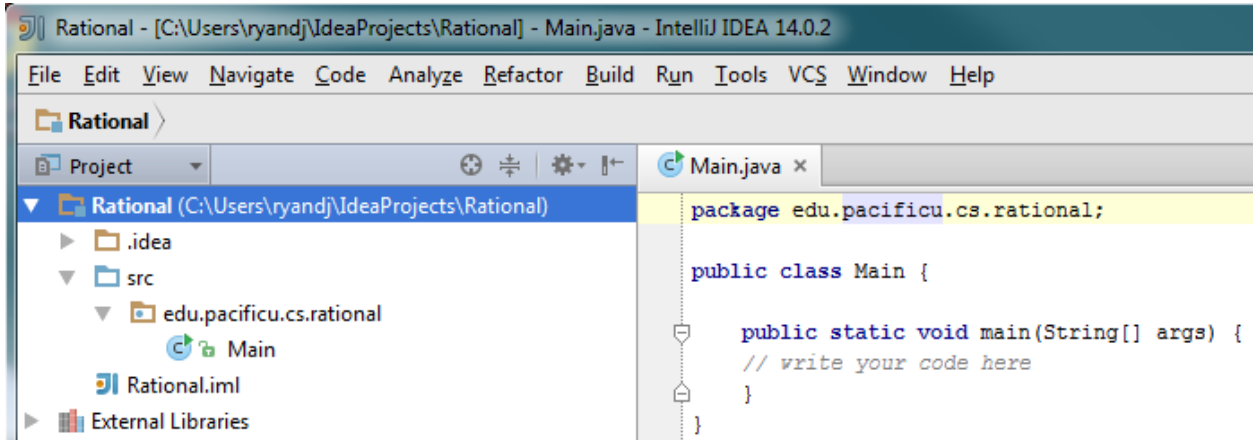 Rational - [C:\Users\ryandj\IdeaProjects\Rational] - Main.java - IntelliJ IDEA 14.0.2
File Edit View Navigate Code Analyze Refactor Build Run Tools VCS Window Help
Rational
Project
Main.java
Rational (C:\Users\ryandj\IdeaProjects\Rational)
.idea
src
edu.pacificu.cs.rational
Main
Rational.iml
External Libraries
package edu.pacificu.cs.rational;
public class Main {
public static void main(String[] args) {
// write your code here
}
}